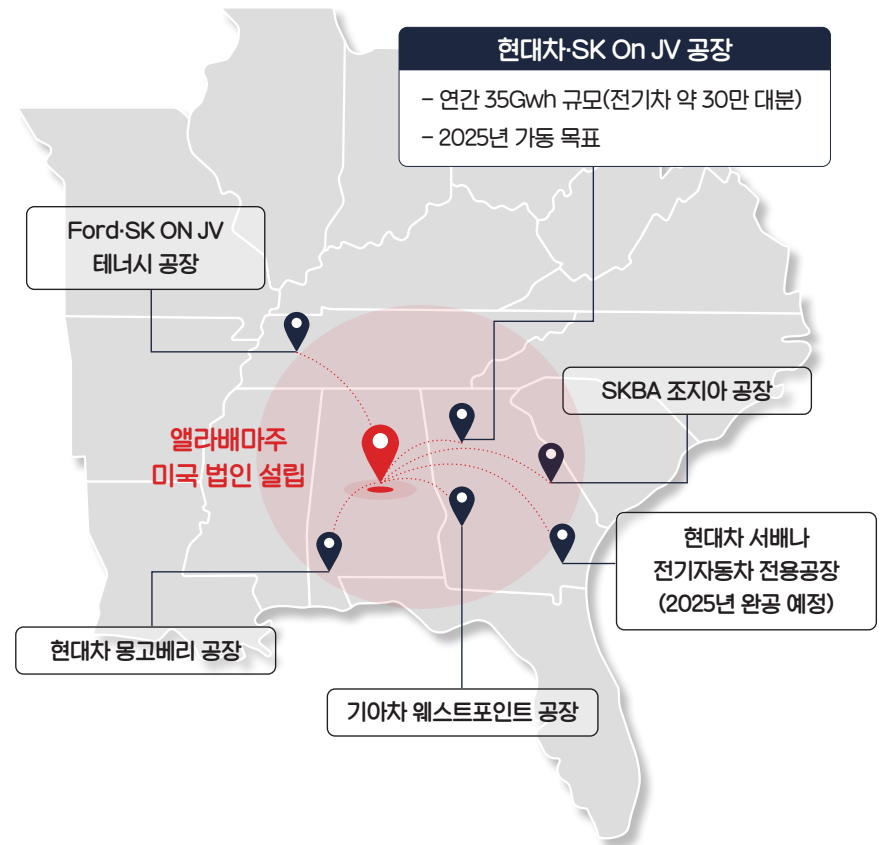 현대차·SK On JV 공장
- 연간 35Gwh 규모(전기차 약 30만 대분)
- 2025년 가동 목표
Ford·SK ON JV
테너시 공장
SKBA 조지아 공장
앨라배마주
미국 법인 설립
현대차 서배나
전기자동차 전용공장
(2025년 완공 예정)
현대차 몽고베리 공장
기아차 웨스트포인트 공장